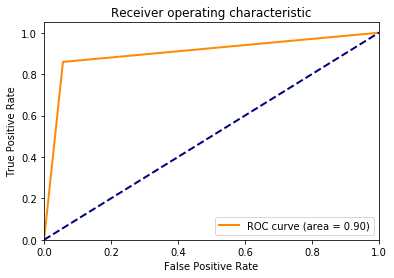 Receiver operating characteristic
1.0
0.8
0.6
0.4
0.2
0.0
True Positive Rate
ROC curve (area = 0.90)
0.0 0.2 0.4 0.6 0.8 1.0
False Positive Rate